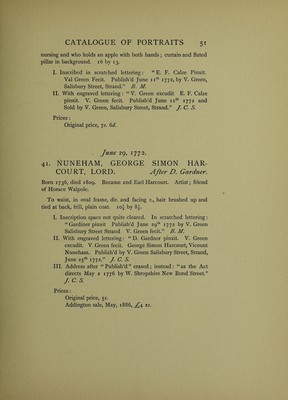 CATALOGUE OF PORTRAITS 51
nursing and who holds an apple with both hands; curtain and fluted
pillar in background. 16 by 13.
I. Inscribed in scratched lettering: "E. F. Calze Pinxit.
Val Green Fecit. Publish'd June 11th 1772, by V. Green,
Salisbury Street, Strand." B. M.
II. With engraved lettering: "V. Green excudit E. F. Calze
pinxit. V. Green fecit. Publish'd June 11th 1772 and
Sold by V. Green, Salisbury Street, Strand." J. C. S.
Prices:
Original price, 7s. 6d.
June 29, 1772.
41. NUNEHAM, GEORGE SIMON HAR-
COURT, LORD. After D. Gardner.
Born 1736, died 1809. Became 2nd Earl Harcourt. Artist; friend
of Horace Walpole.
To waist, in oval frame, dir. and facing r., hair brushed up and
tied at back, frill, plain coat. 10¾ by 8¾.
I. Inscription space not quite cleared. In scratched lettering:
"Gardiner pinxit Publish'd June 29th 1772 by V. Green
Salisbury Street Strand V. Green fecit." B. M.
II. With engraved lettering: "D. Gardner pinxit. V. Green
excudit. V. Green fecit. George Simon Harcourt, Vicount
Nuneham. Publish'd by V. Green Salisbury Street, Strand,
June 25th 1772." J. C. S.
III. Address after "Publish'd" erased; instead: "as the Act
directs May 2 1776 by W. Shropshire New Bond Street."
J. C. S.
Prices:
Original price, 5s.
Addington sale, May, 1886, £4 2s.